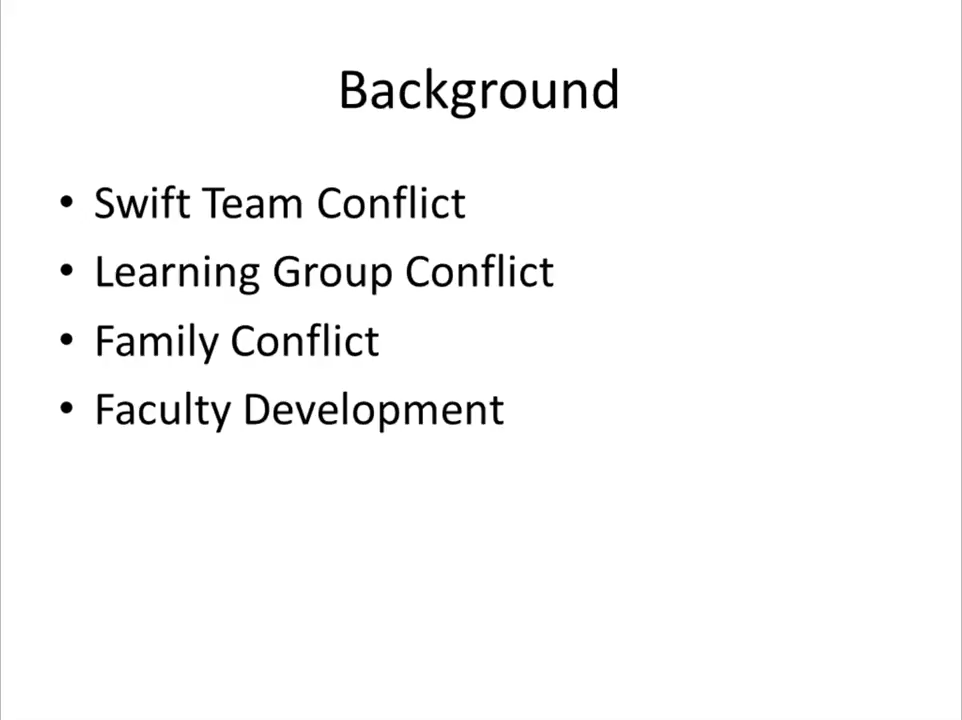 Background
• Swift Team Conflict
• Learning Group Conflict
• Family Conflict
• Faculty Development